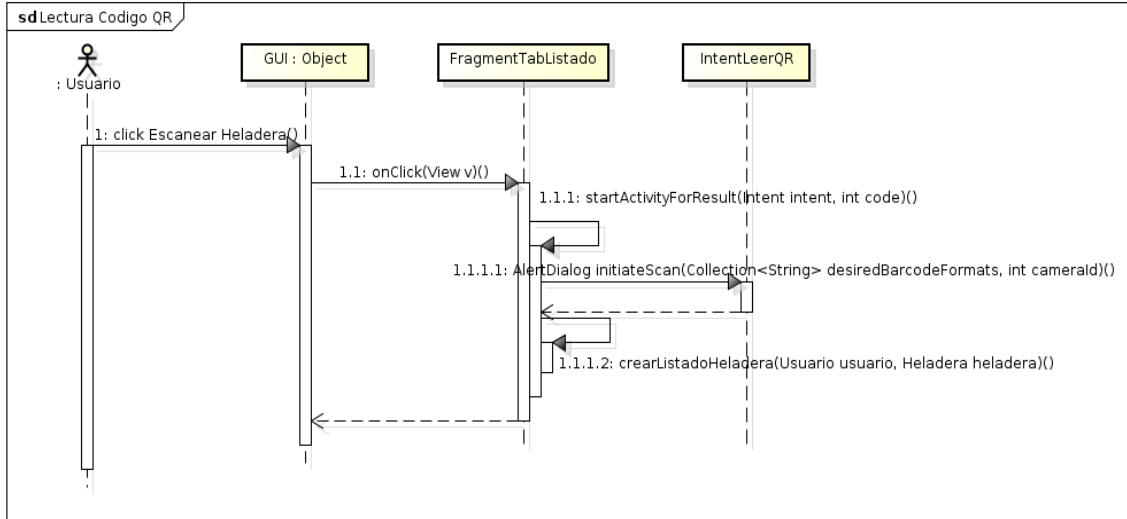 sd Lectura Codigo QR
: Usuario
GUI : Object
FragmentTabListado
IntentLeerQR
1: click Escanear Heladera()
1.1: onClick(View v)()
1.1.1: startActivityForResult(Intent intent, int code)()
1.1.1.1: AlertDialog initiateScan(Collection<String> desiredBarcodeFormats, int cameraId)()
1.1.1.2: crearListadoHeladera(Usuario usuario, Heladera heladera)()